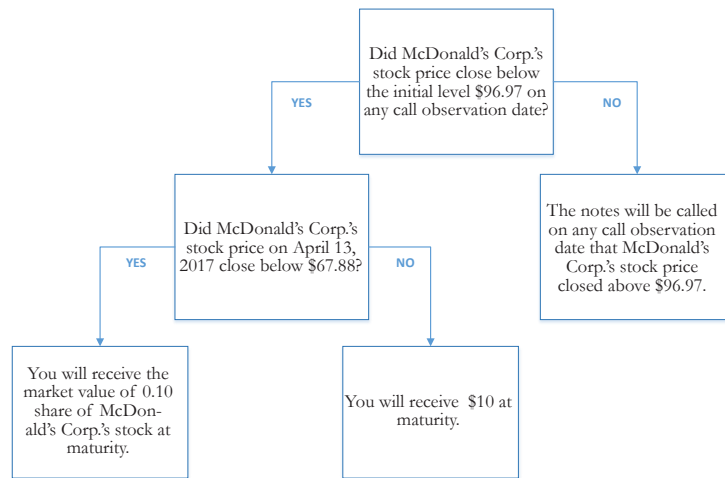 Did McDonald's Corp.'s
stock price close below
the initial level $96.97 on
any call observation date?
YES
NO
Did McDonald's Corp.'s
stock price on April 13,
2017 close below $67.88?
The notes will be called
on any call observation
date that McDonald's
Corp.'s stock price
closed above $96.97.
YES
NO
You will receive the
market value of 0.10
share of McDon-
ald's Corp.'s stock at
maturity.
You will receive $10 at
maturity.